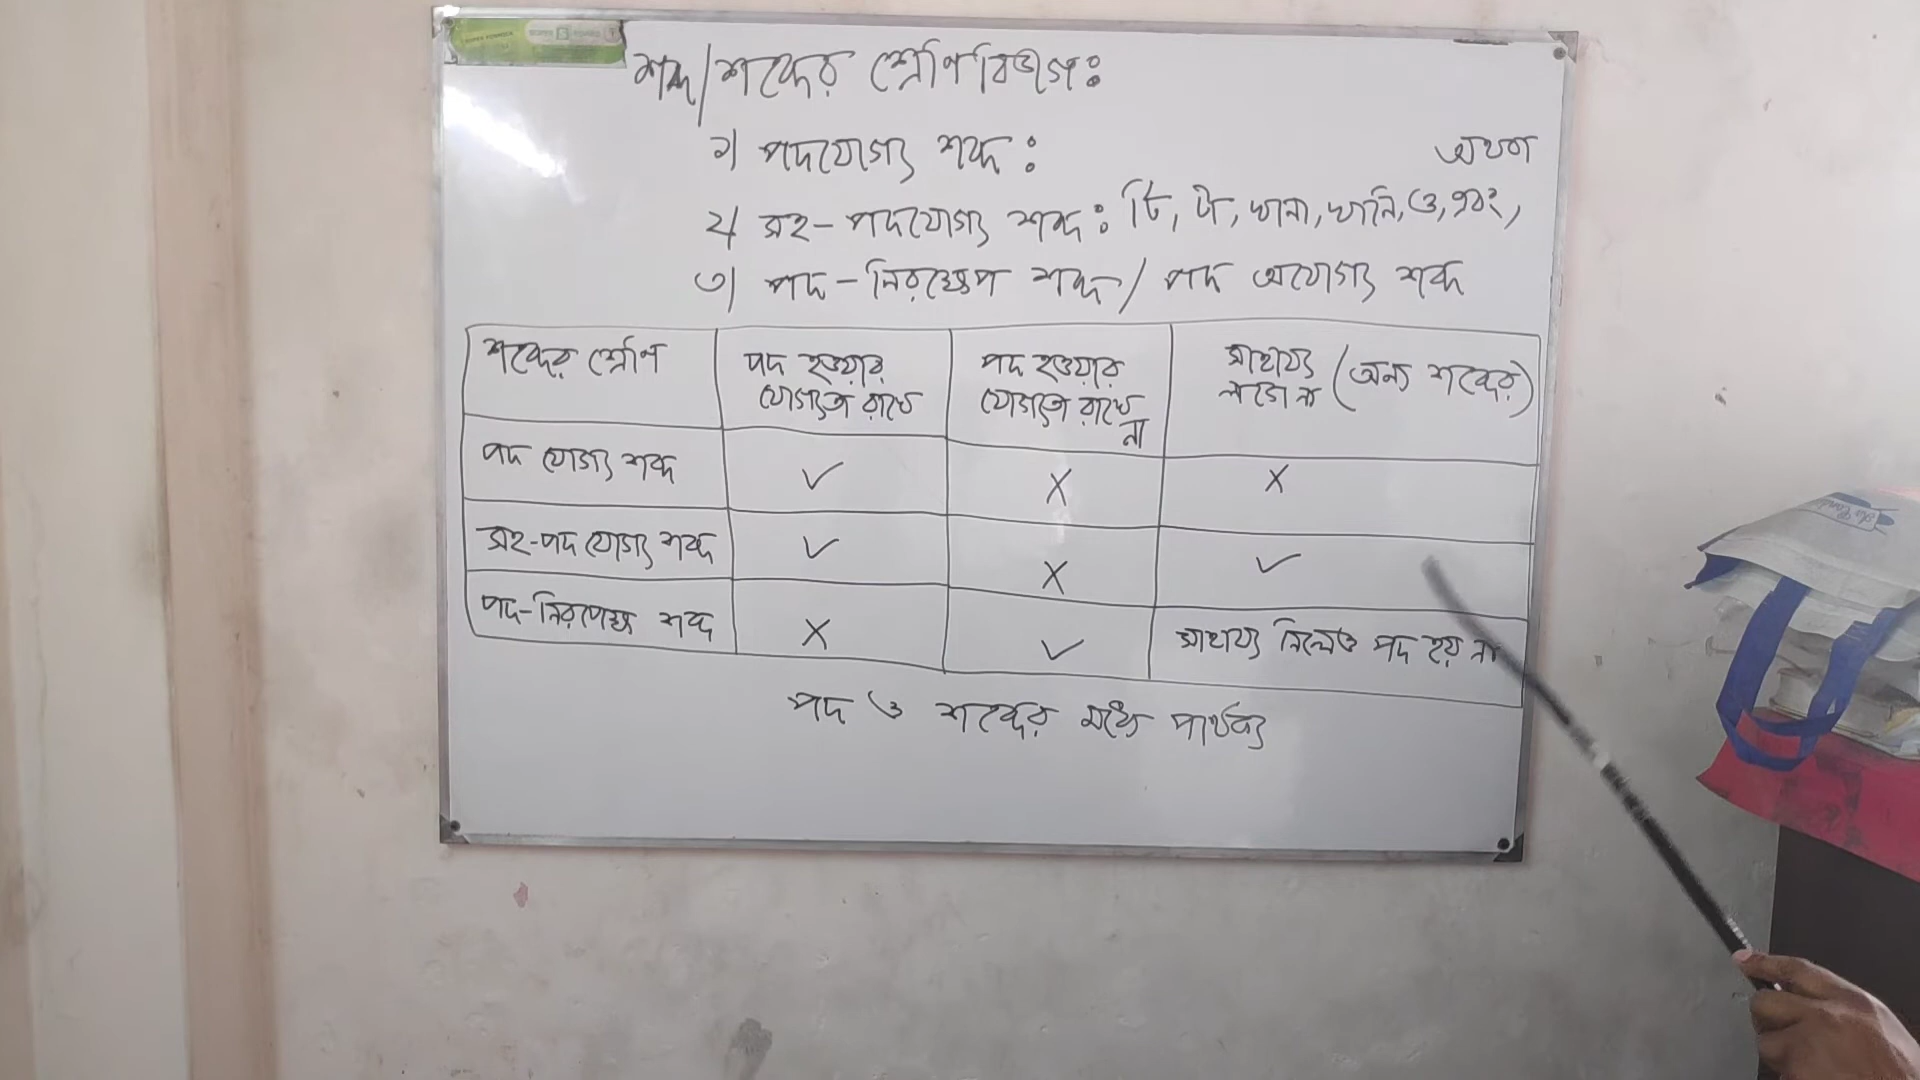 শব্দ/শব্দের শ্রেণিবিভাগঃ
১) পদযোগ্য শব্দ :
অথবা
২) সহ-পদযোগ্য শব্দ : টি, টা, খানা, খানি, ও, এবং,
৩) পদ-নিরক্ষেপ শব্দ / পদ অযোগ্য শব্দ
শব্দের শ্রেণি
পদ হওয়ার
যোগ্যতা রাখে
পদ হওয়ার
যোগ্যতা রাখে
না
সাহায্য (অন্য শব্দের)
লাগে না
পদ যোগ্য শব্দ ✓ X X
সহ-পদ যোগ্য শব্দ ✓ X ✓
পদ-নিরপেক্ষ শব্দ X ✓ সাহায্য নিলেও পদ হয় না
পদ ও শব্দের মধ্যে পার্থক্য